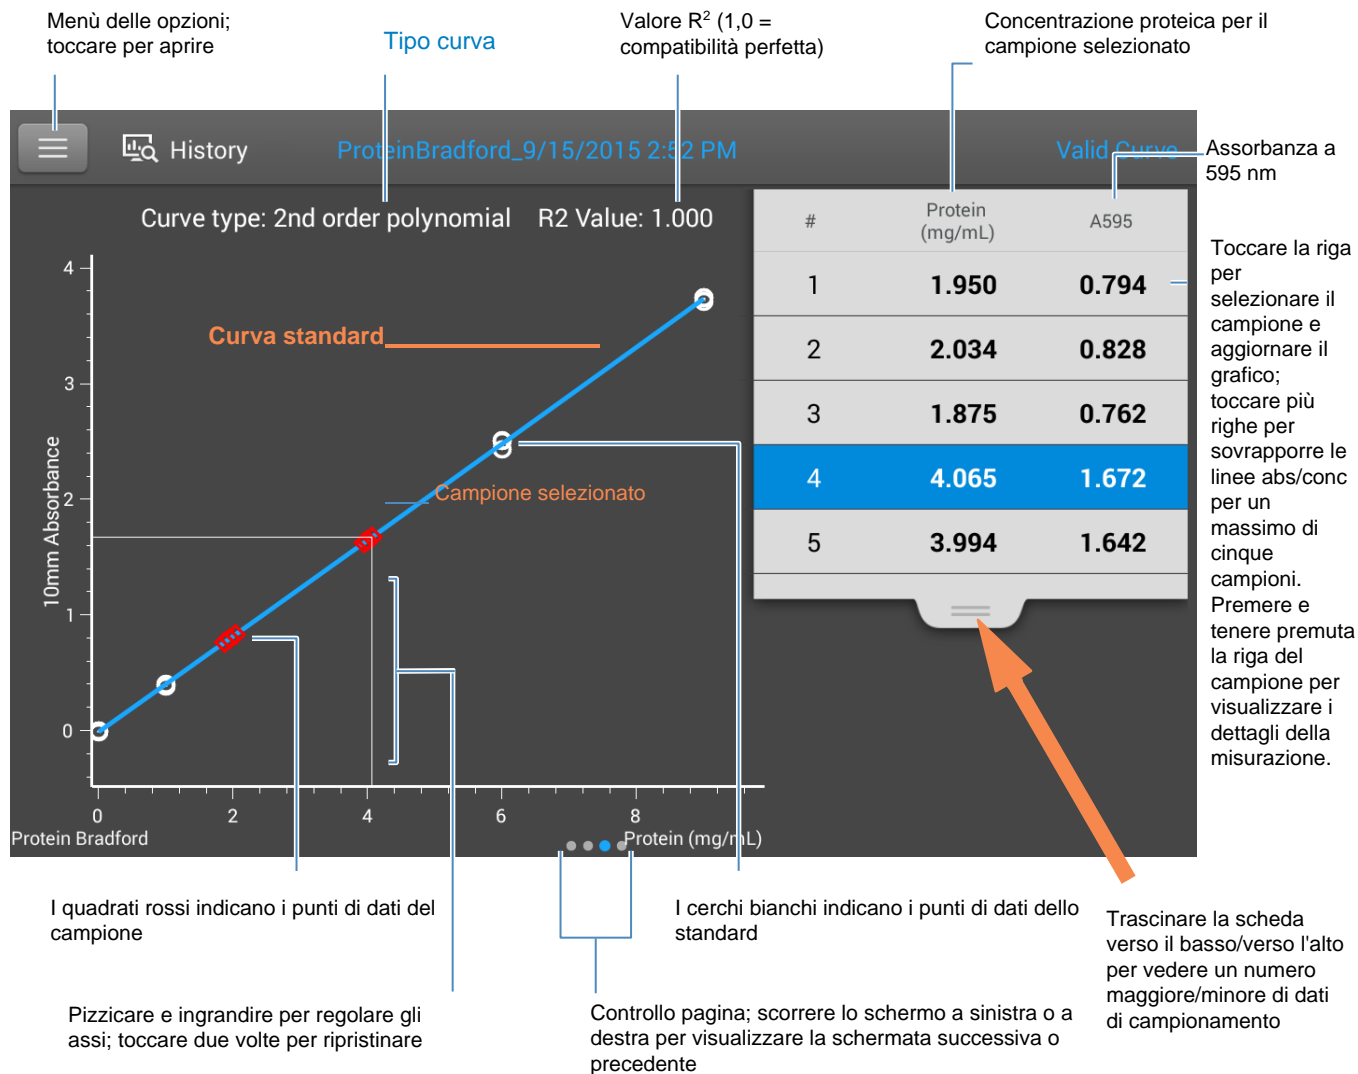 Menù delle opzioni;
toccare per aprire
Tipo curva
Valore R² (1,0 =
compatibilità perfetta)
Concentrazione proteica per il
campione selezionato
History
ProteinBradford_9/15/2015 2:52 PM
Valid Curve
Assorbanza a
595 nm
Curve type: 2nd order polynomial
R2 Value: 1.000
#
Protein
(mg/mL)
A595
1 1.950 0.794
2 2.034 0.828
3 1.875 0.762
4 4.065 1.672
5 3.994 1.642
Toccare la riga
per
selezionare il
campione e
aggiornare il
grafico;
toccare più
righe per
sovrapporre le
linee abs/conc
per un
massimo di
cinque
campioni.
Premere e
tenere premuta
la riga del
campione per
visualizzare i
dettagli della
misurazione.
4
3
2
1
0
10mm Absorbance
Curva standard
Campione selezionato
0 2 4 6 8
Protein Bradford
Protein (mg/mL)
I quadrati rossi indicano i punti di dati del
campione
I cerchi bianchi indicano i punti di dati dello
standard
Trascinare la scheda
verso il basso/verso l'alto
per vedere un numero
maggiore/minore di dati
di campionamento
Pizzicare e ingrandire per regolare gli
assi; toccare due volte per ripristinare
Controllo pagina; scorrere lo schermo a sinistra o a
destra per visualizzare la schermata successiva o
precedente